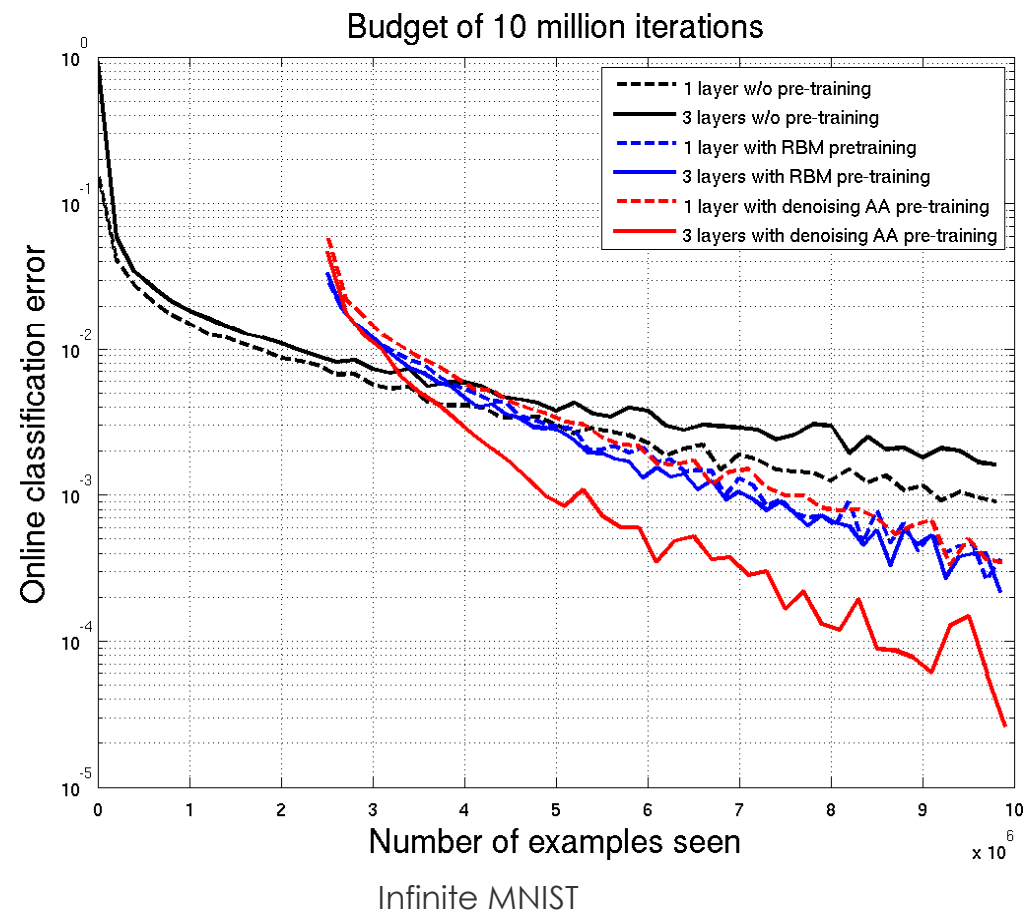 Budget of 10 million iterations
10^0
10^-1
10^-2
10^-3
10^-4
10^-5
Online classification error
1 layer w/o pre-training
3 layers w/o pre-training
1 layer with RBM pretraining
3 layers with RBM pre-training
1 layer with denoising AA pre-training
3 layers with denoising AA pre-training
0 1 2 3 4 5 6 7 8 9 10
x 10^6
Number of examples seen
Infinite MNIST